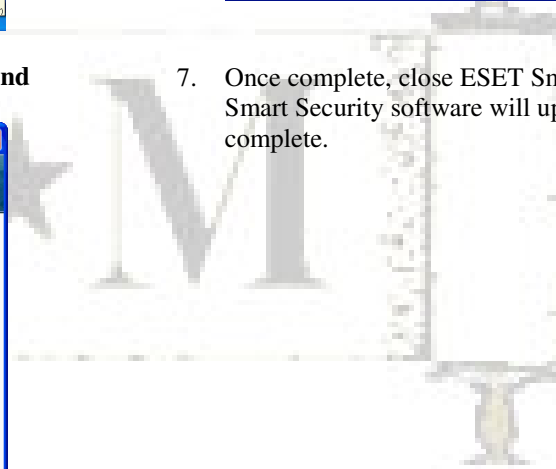 nd
7. Once complete, close ESET Sm
Smart Security software will up
complete.
M